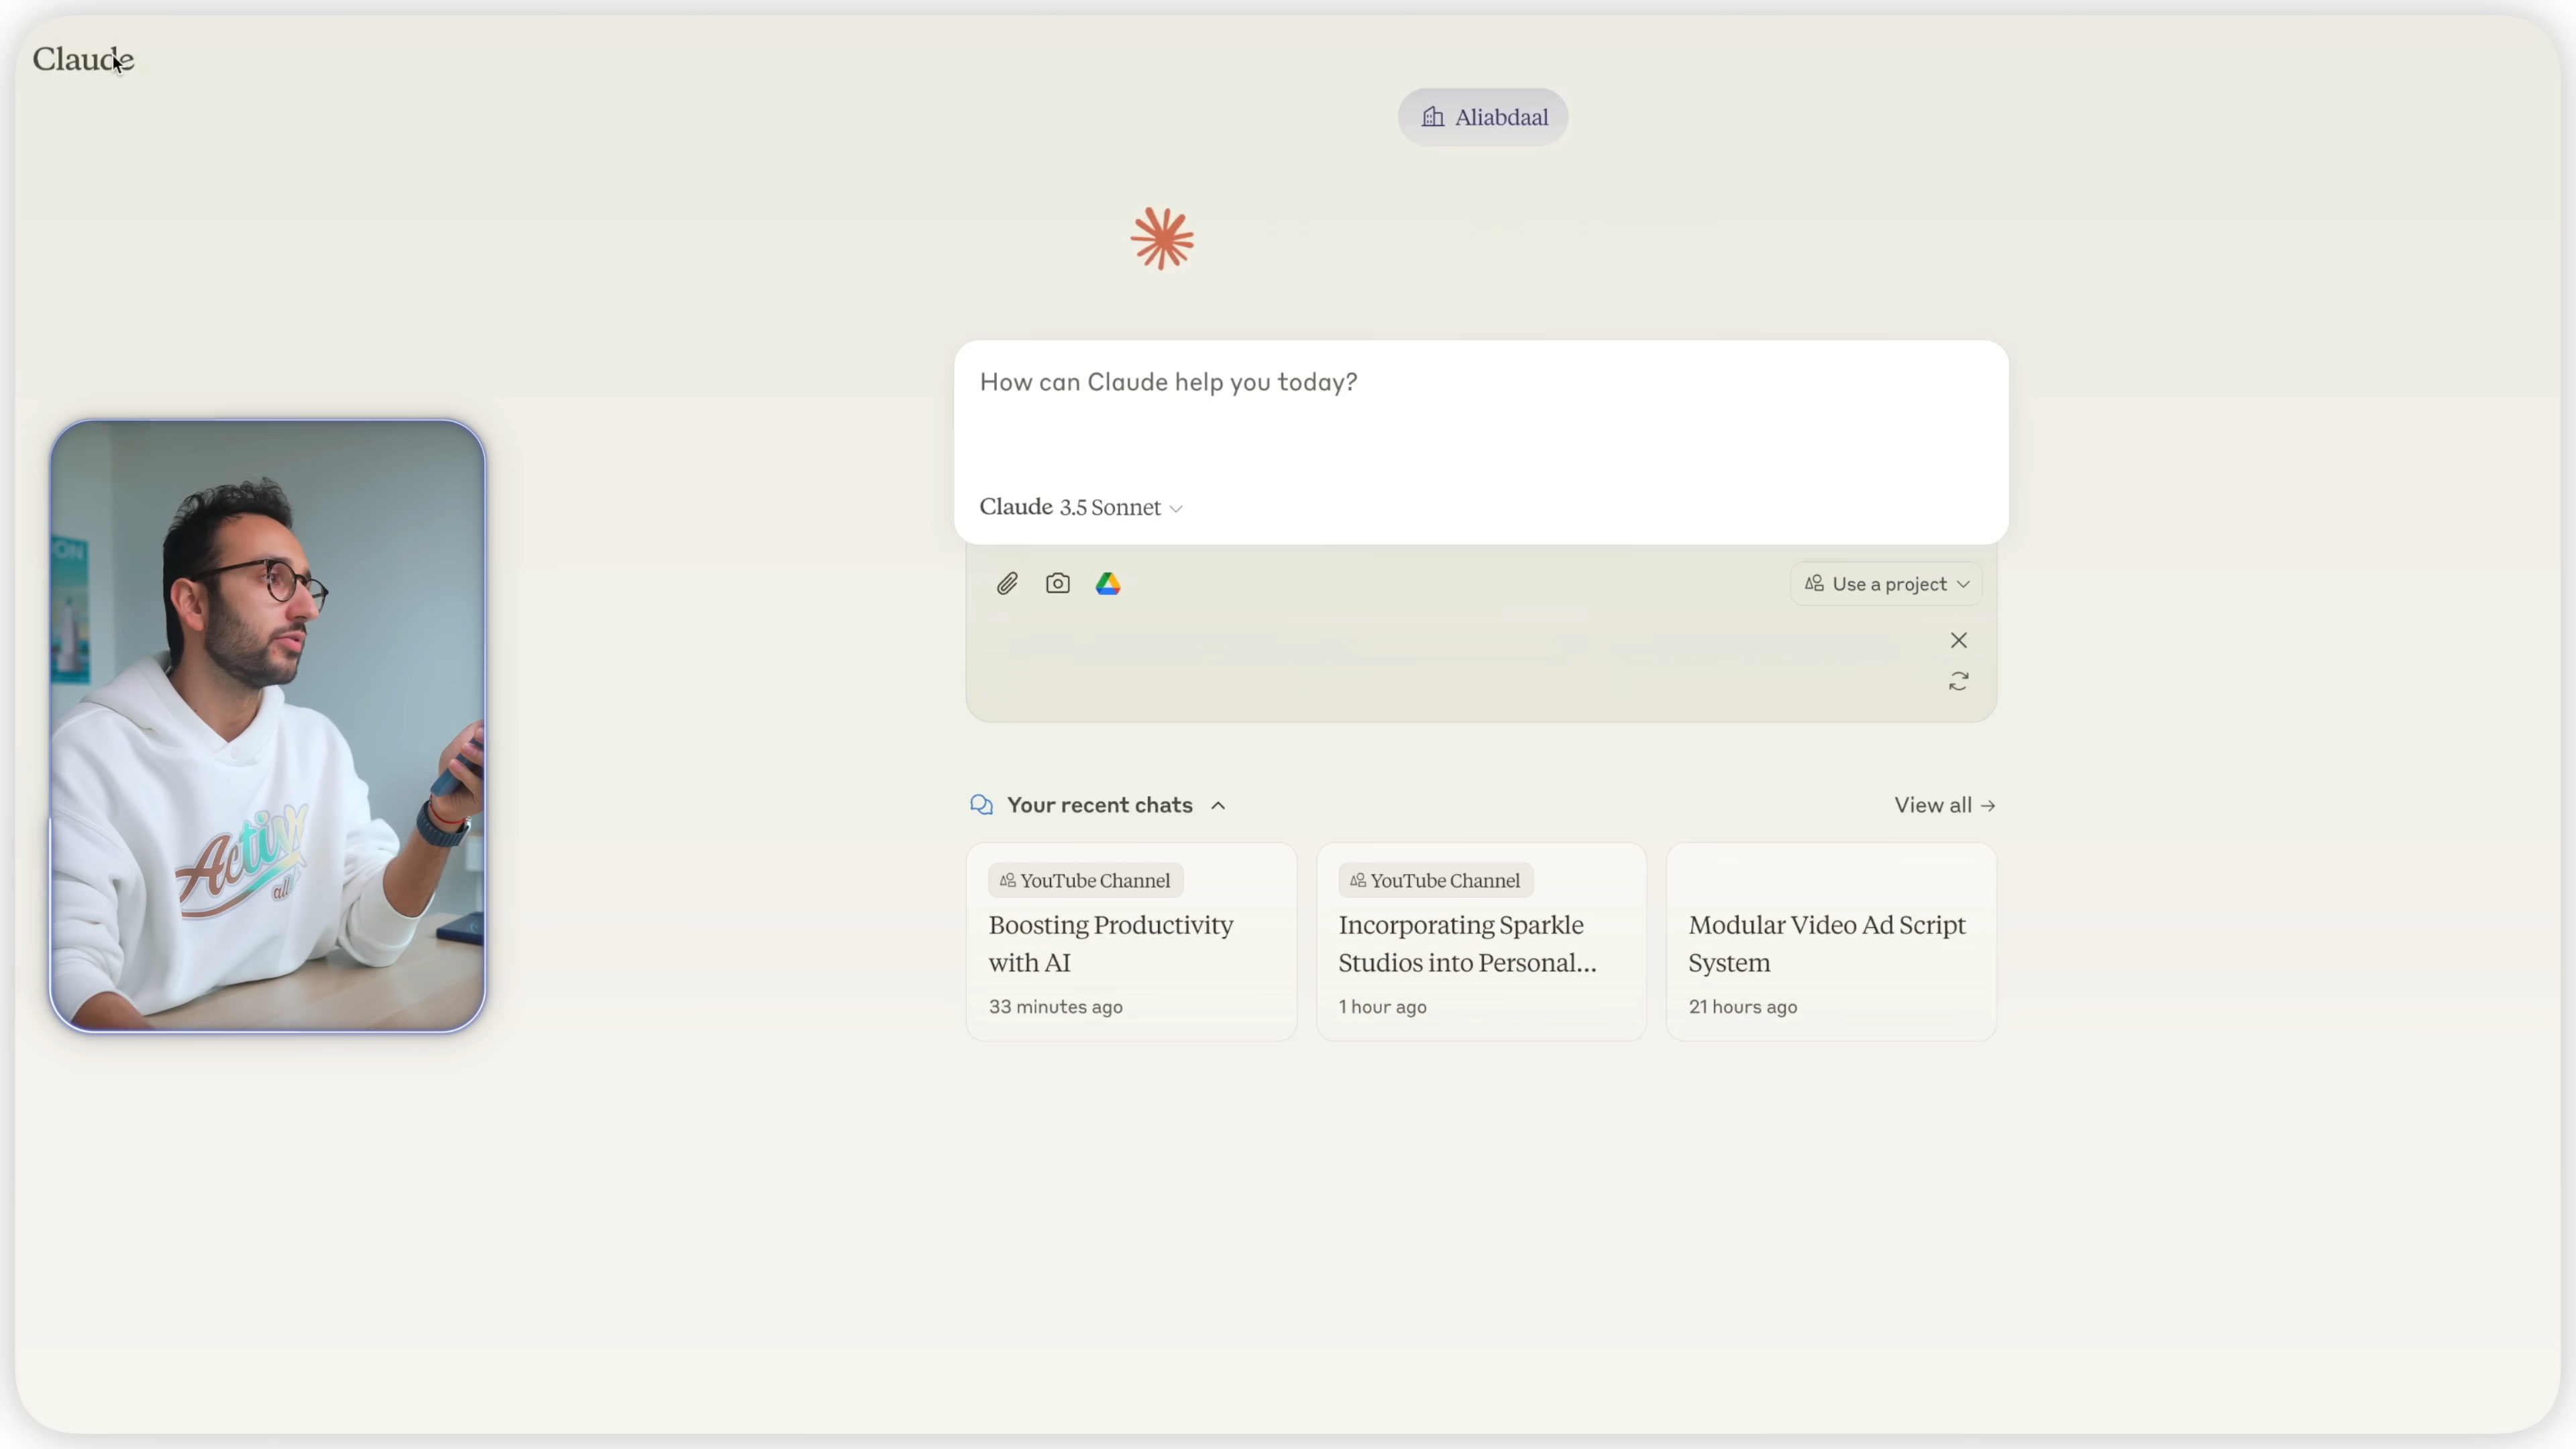 Claude
Aliabdaal
How can Claude help you today?
Claude 3.5 Sonnet
Use a project
ON
Your recent chats
View all
YouTube Channel
Boosting Productivity
with AI
33 minutes ago
YouTube Channel
Incorporating Sparkle
Studios into Personal...
1 hour ago
Modular Video Ad Script
System
21 hours ago
all